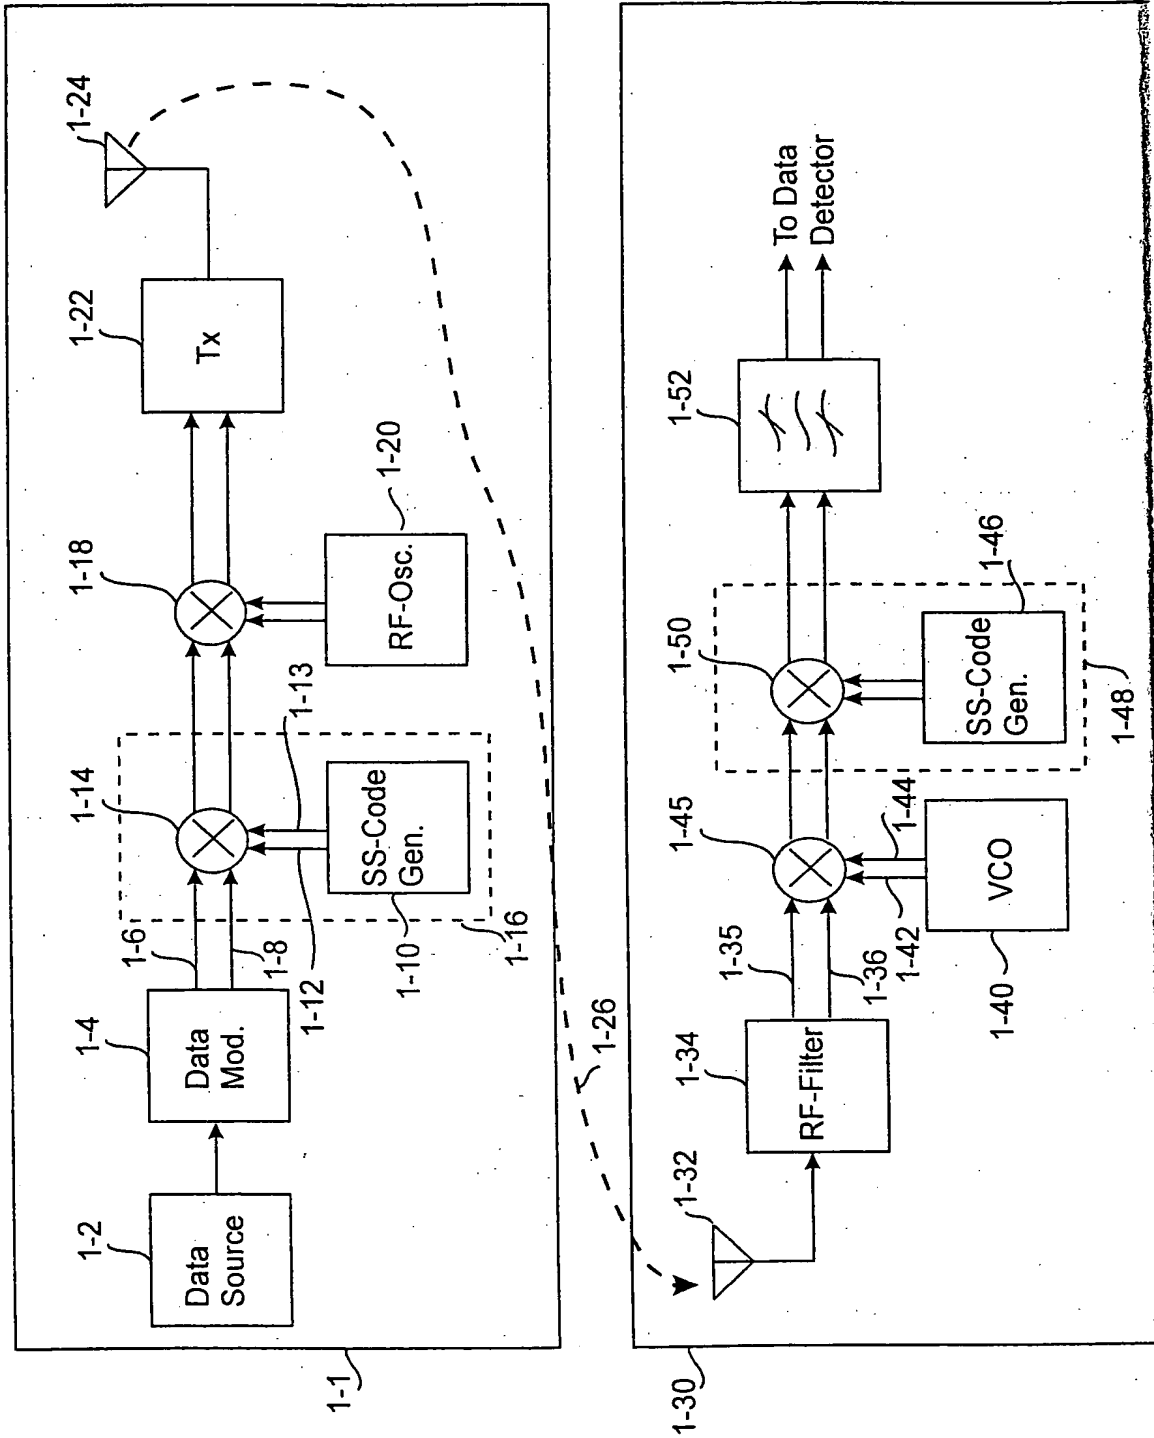 1-1
1-2
Data
Source
1-4
Data
Mod.
1-6
1-8
1-10
SS-Code
Gen.
1-12
1-13
1-14
1-16
1-18
1-20
RF-Osc.
1-22
Tx
1-24
1-26
1-30
1-32
1-34
RF-Filter
1-35
1-36
1-40
VCO
1-42
1-44
1-45
1-46
SS-Code
Gen.
1-48
1-50
1-52
To Data
Detector